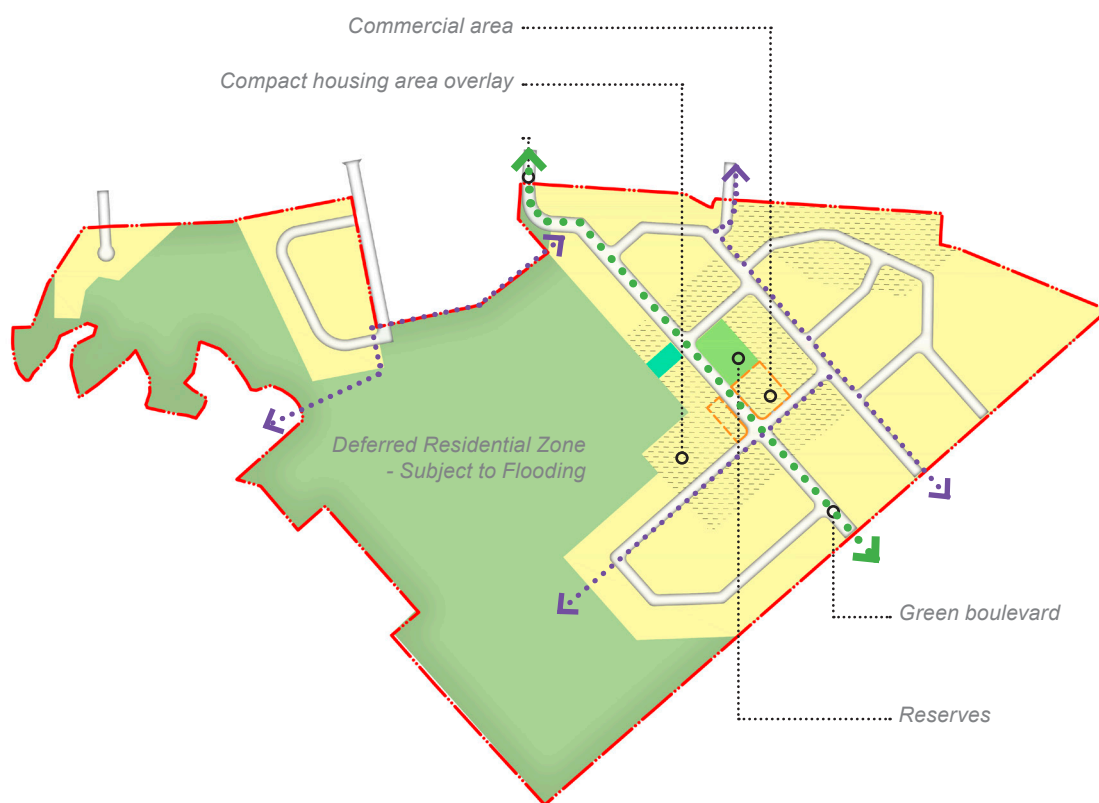 Commercial area
Compact housing area overlay
Deferred Residential Zone
- Subject to Flooding
Green boulevard
Reserves